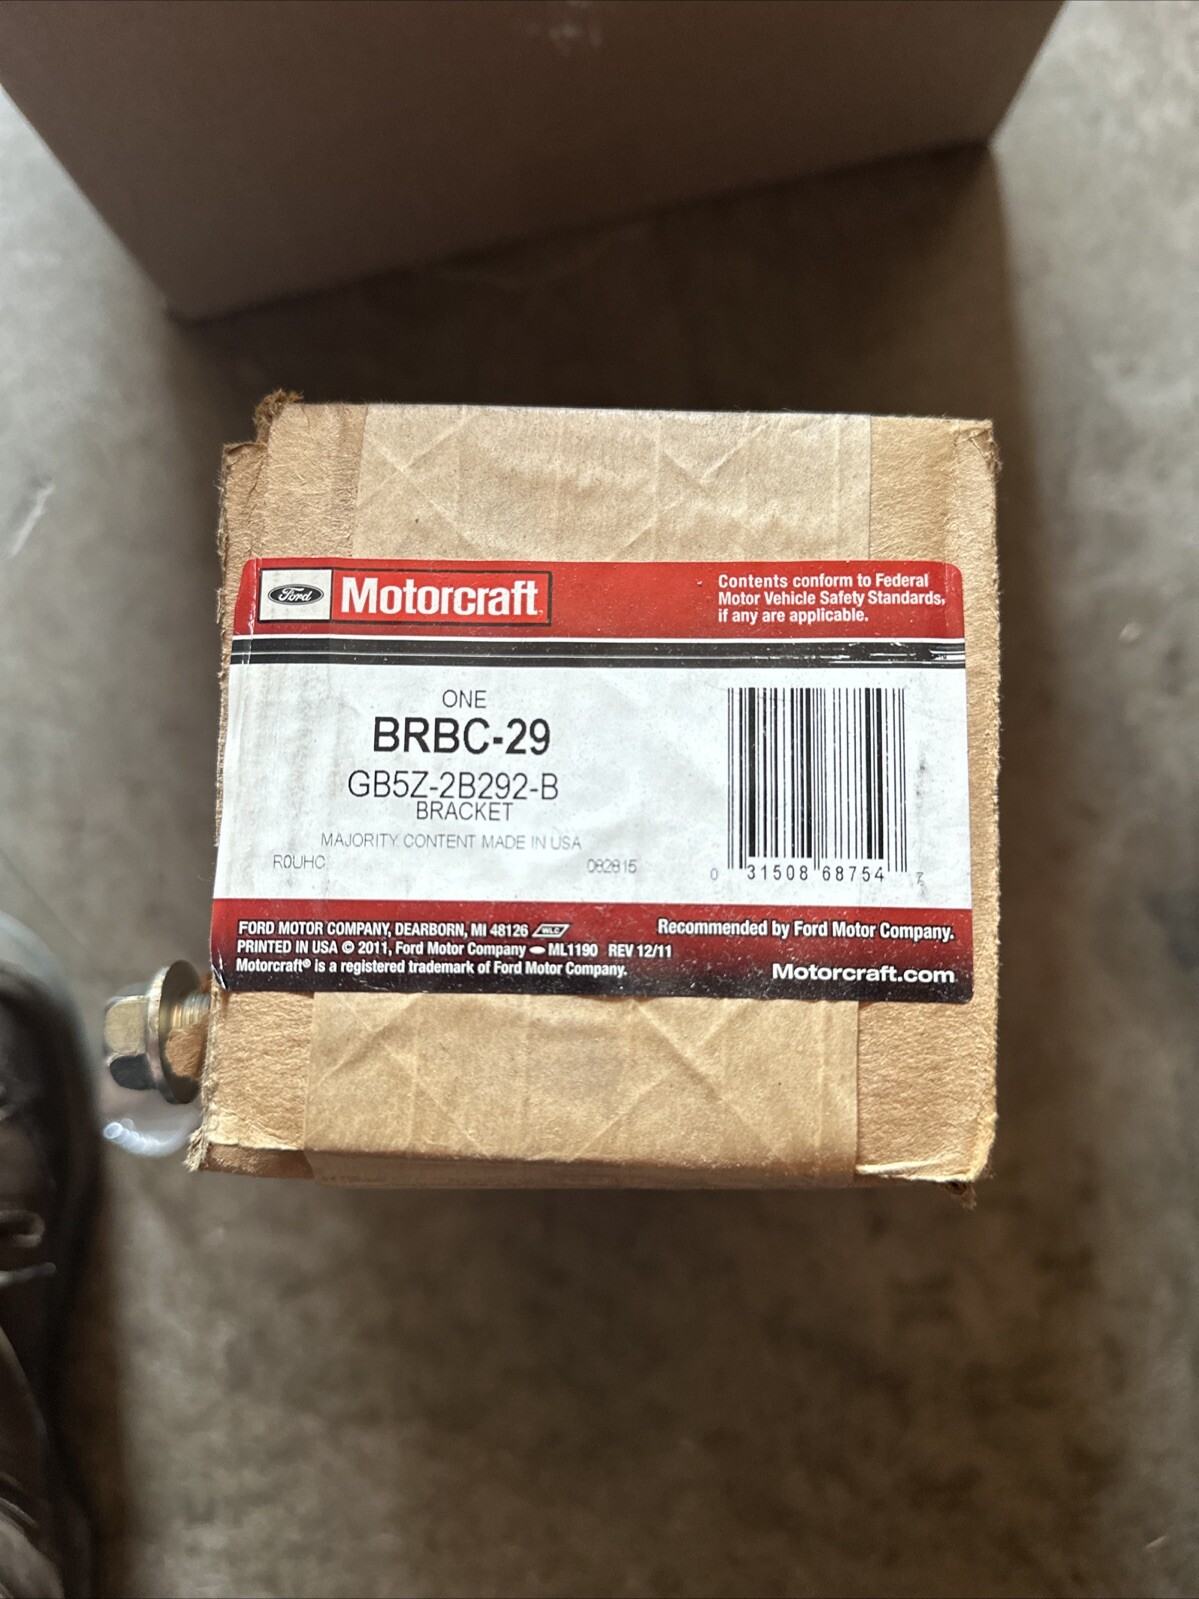 Ford Motorcraft
Contents conform to Federal
Motor Vehicle Safety Standards,
if any are applicable.
ONE
BRBC-29
GB5Z-2B292-B
BRACKET
MAJORITY CONTENT MADE IN USA
R0UHC 082815
0 31508 68754 7
FORD MOTOR COMPANY, DEARBORN, MI 48126 WLC
PRINTED IN USA © 2011, Ford Motor Company ML1190 REV 12/11
Motorcraft® is a registered trademark of Ford Motor Company.
Recommended by Ford Motor Company.
Motorcraft.com